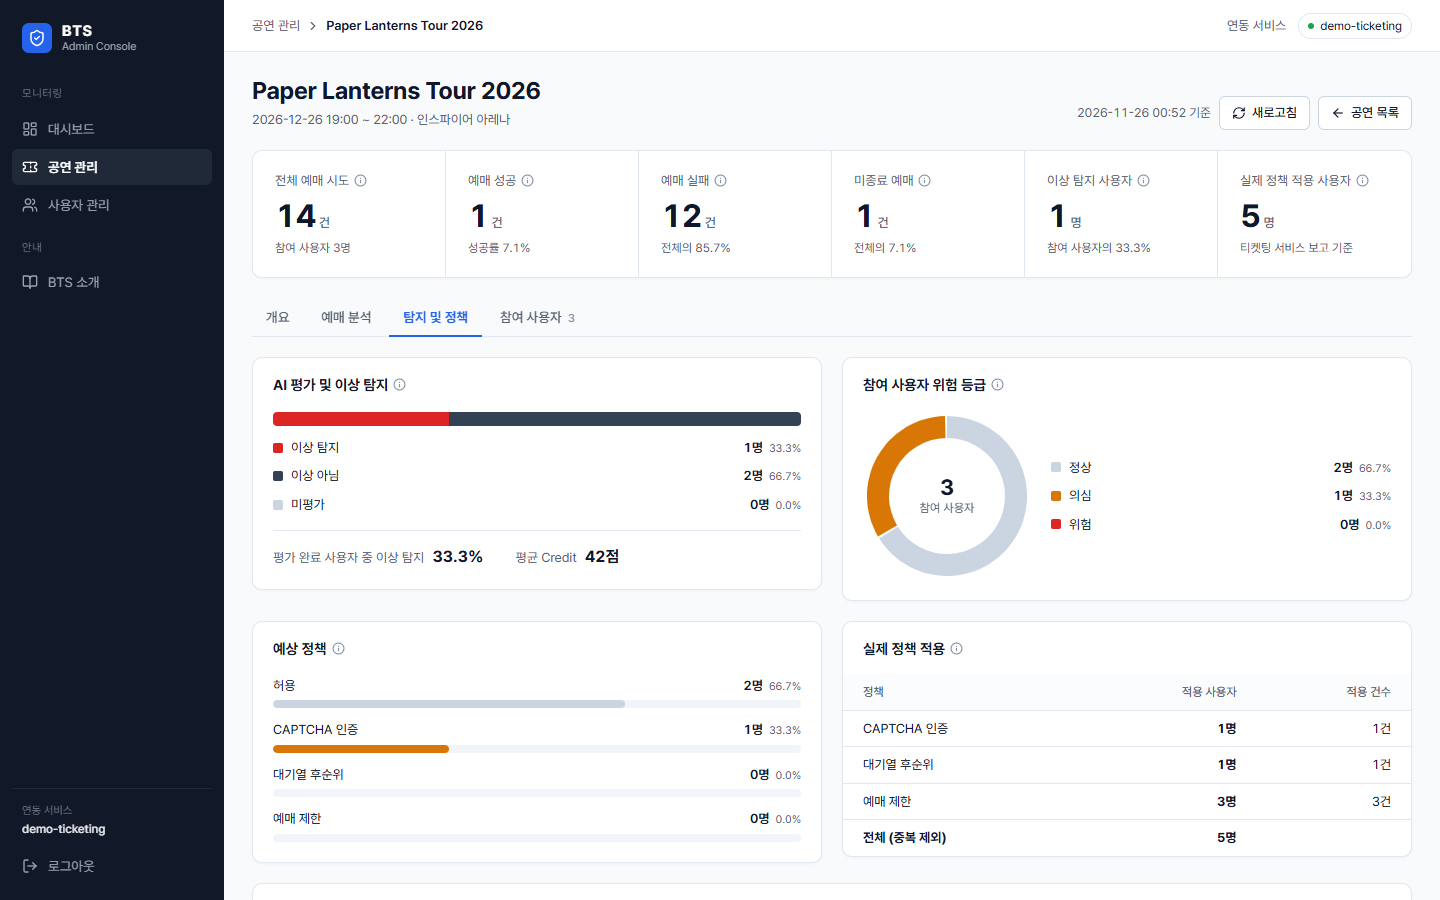 BTS
Admin Console
모니터링
대시보드
공연 관리
사용자 관리
안내
BTS 소개
연동 서비스
demo-ticketing
로그아웃
공연 관리 > Paper Lanterns Tour 2026
연동 서비스 demo-ticketing
Paper Lanterns Tour 2026
2026-12-26 19:00 ~ 22:00 · 인스파이어 아레나
2026-11-26 00:52 기준 새로고침 공연 목록
전체 예매 시도
14건
참여 사용자 3명
예매 성공
1건
성공률 7.1%
예매 실패
12건
전체의 85.7%
미종료 예매
1건
전체의 7.1%
이상 탐지 사용자
1명
참여 사용자의 33.3%
실제 정책 적용 사용자
5명
티켓팅 서비스 보고 기준
개요 예매 분석 탐지 및 정책 참여 사용자 3
AI 평가 및 이상 탐지
이상 탐지 1명 33.3%
이상 아님 2명 66.7%
미평가 0명 0.0%
평가 완료 사용자 중 이상 탐지 33.3% 평균 Credit 42점
참여 사용자 위험 등급
3
참여 사용자
정상 2명 66.7%
의심 1명 33.3%
위험 0명 0.0%
예상 정책
허용 2명 66.7%
CAPTCHA 인증 1명 33.3%
대기열 후순위 0명 0.0%
예매 제한 0명 0.0%
실제 정책 적용
정책 적용 사용자 적용 건수
CAPTCHA 인증 1명 1건
대기열 후순위 1명 1건
예매 제한 3명 3건
전체 (중복 제외) 5명